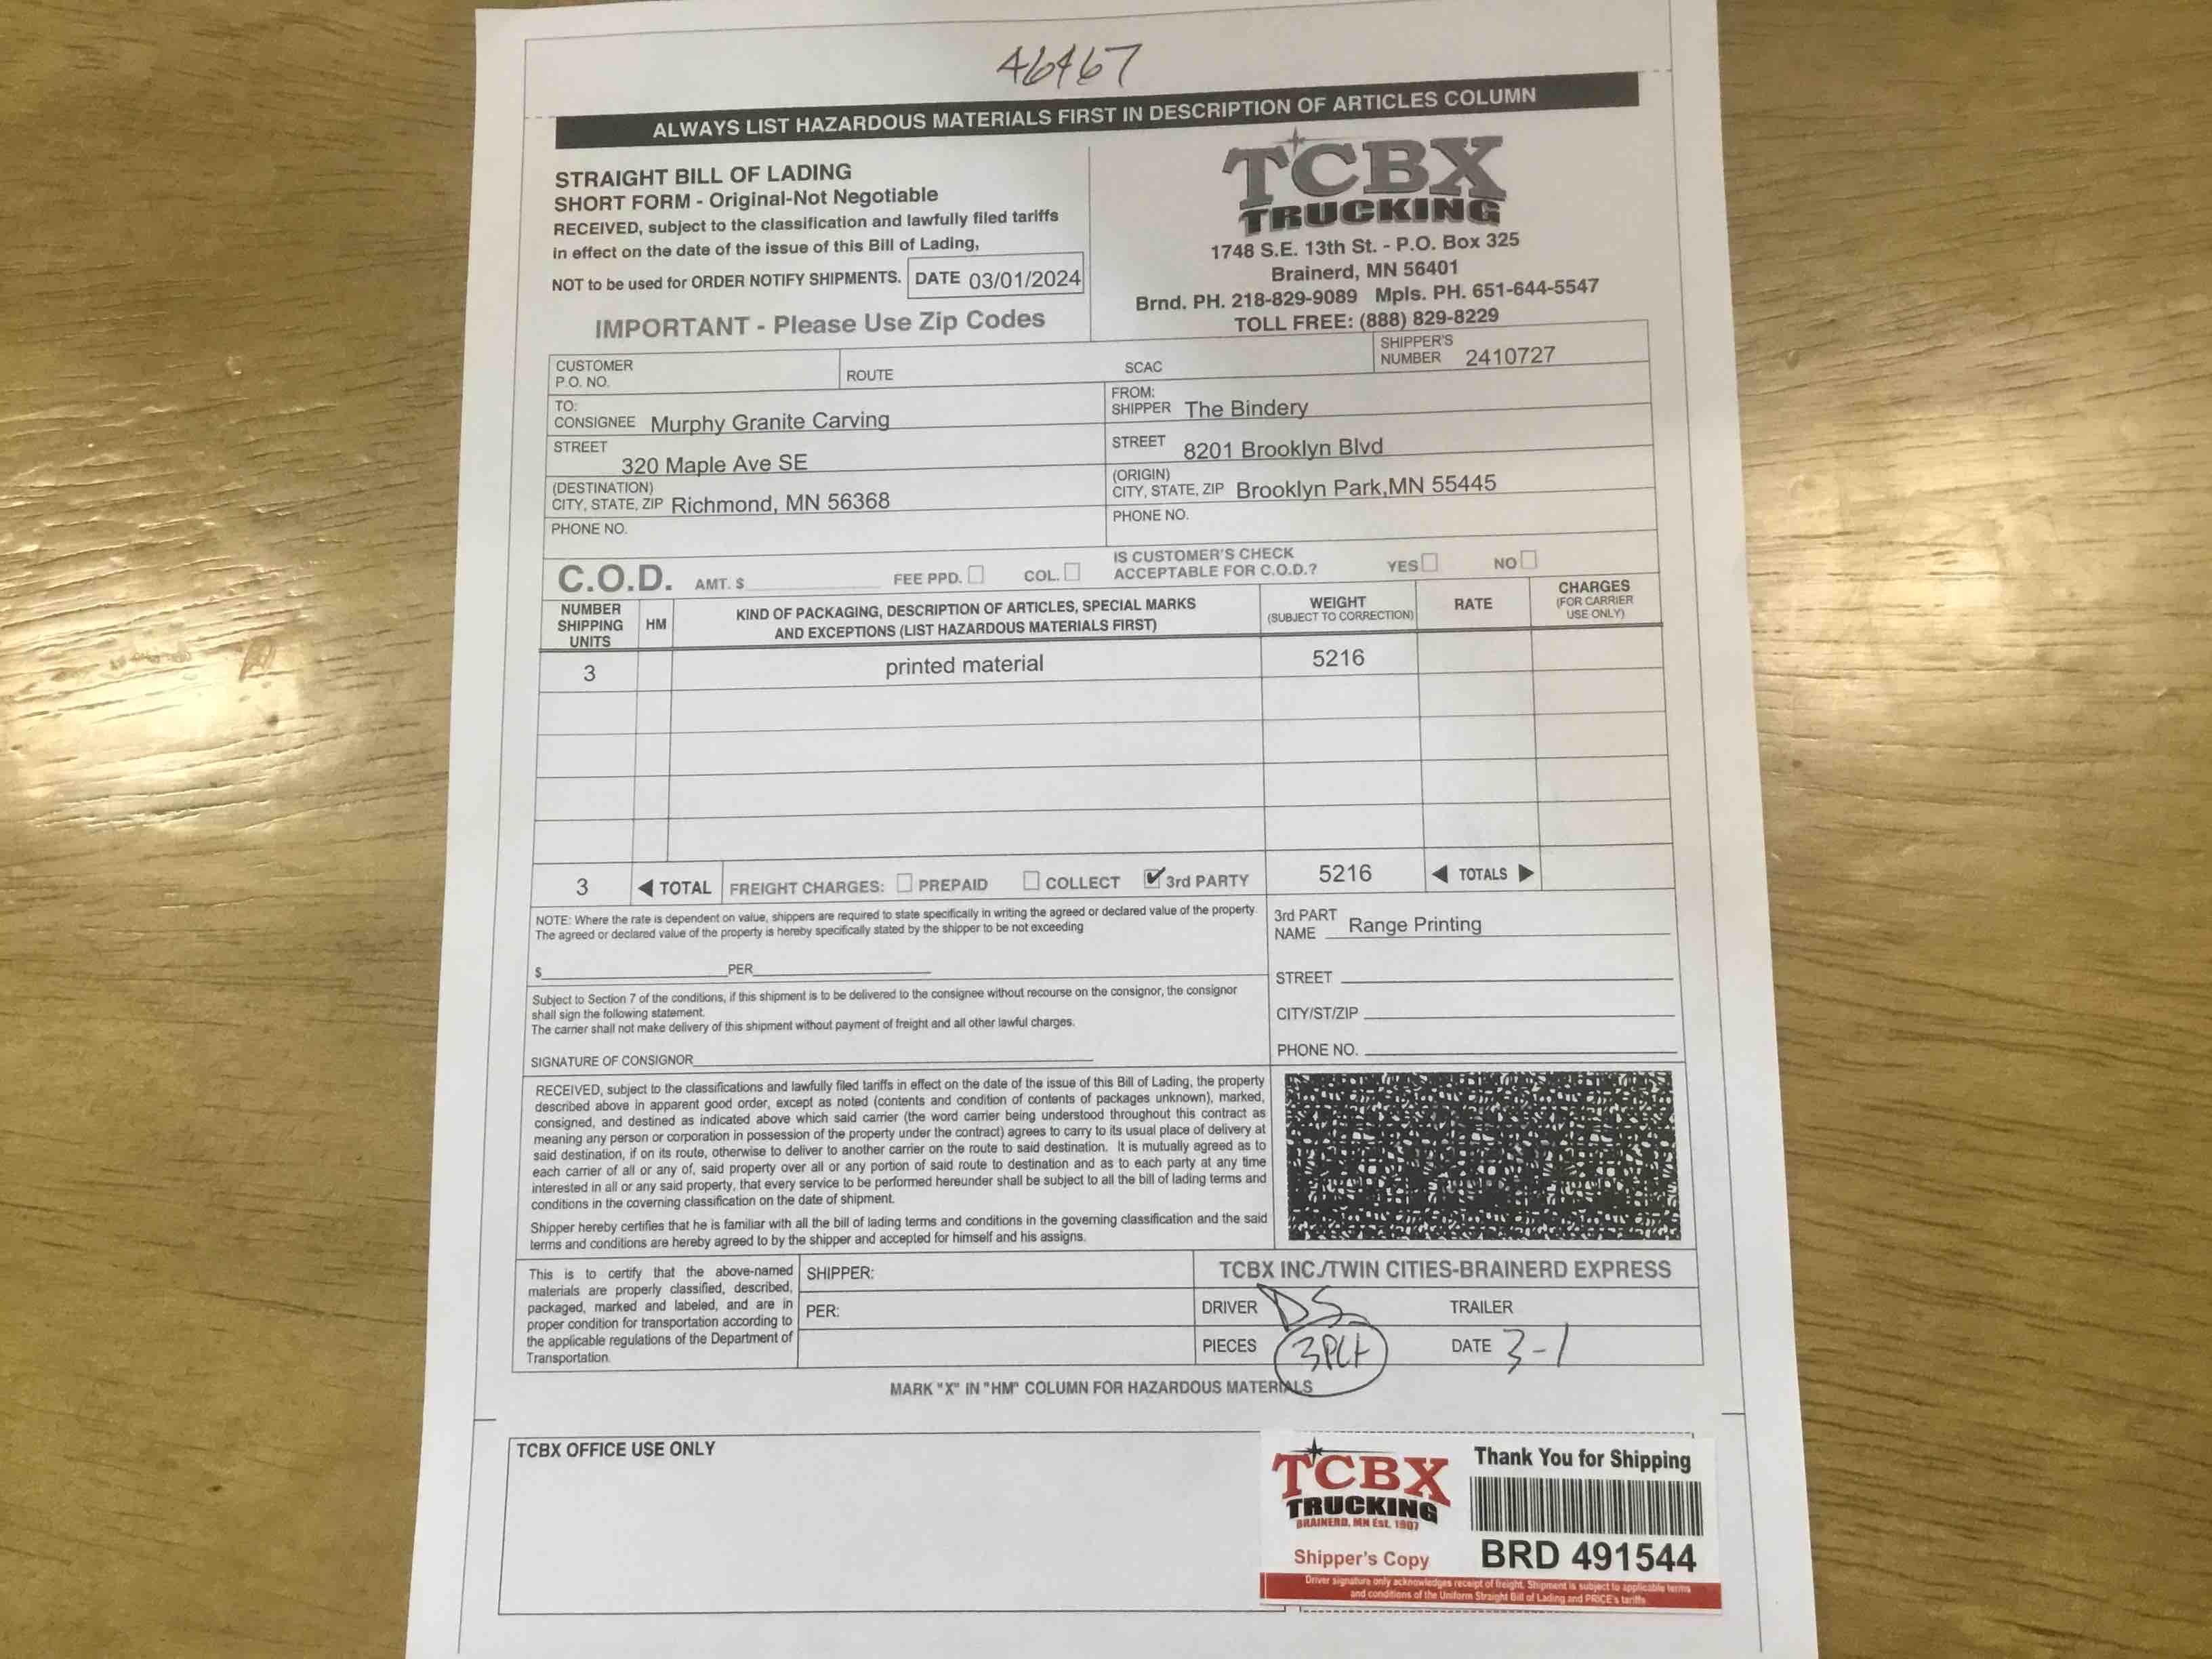 46467
ALWAYS LIST HAZARDOUS MATERIALS FIRST IN DESCRIPTION OF ARTICLES COLUMN
STRAIGHT BILL OF LADING
SHORT FORM - Original-Not Negotiable
RECEIVED, subject to the classification and lawfully filed tariffs
in effect on the date of the issue of this Bill of Lading,
NOT to be used for ORDER NOTIFY SHIPMENTS. DATE 03/01/2024
IMPORTANT - Please Use Zip Codes
TCBX
TRUCKING
1748 S.E. 13th St. - P.O. Box 325
Brainerd, MN 56401
Brnd. PH. 218-829-9089 Mpls. PH. 651-644-5547
TOLL FREE: (888) 829-8229
CUSTOMER
P.O. NO.
ROUTE
SCAC
SHIPPER'S
NUMBER 2410727
TO:
CONSIGNEE Murphy Granite Carving
STREET
320 Maple Ave SE
(DESTINATION)
CITY, STATE, ZIP Richmond, MN 56368
PHONE NO.
FROM:
SHIPPER The Bindery
STREET 8201 Brooklyn Blvd
(ORIGIN)
CITY, STATE, ZIP Brooklyn Park,MN 55445
PHONE NO.
C.O.D. AMT. $ FEE PPD. COL.
IS CUSTOMER'S CHECK
ACCEPTABLE FOR C.O.D.? YES NO
NUMBER
SHIPPING
UNITS
HM
KIND OF PACKAGING, DESCRIPTION OF ARTICLES, SPECIAL MARKS
AND EXCEPTIONS (LIST HAZARDOUS MATERIALS FIRST)
WEIGHT
(SUBJECT TO CORRECTION)
RATE
CHARGES
(FOR CARRIER
USE ONLY)
3 printed material 5216
3 ◀ TOTAL FREIGHT CHARGES: PREPAID COLLECT ✔ 3rd PARTY 5216 ◀ TOTALS ▶
NOTE: Where the rate is dependent on value, shippers are required to state specifically in writing the agreed or declared value of the property.
The agreed or declared value of the property is hereby specifically stated by the shipper to be not exceeding
$ PER
Subject to Section 7 of the conditions, if this shipment is to be delivered to the consignee without recourse on the consignor, the consignor
shall sign the following statement.
The carrier shall not make delivery of this shipment without payment of freight and all other lawful charges.
SIGNATURE OF CONSIGNOR
3rd PART
NAME Range Printing
STREET
CITY/ST/ZIP
PHONE NO.
RECEIVED, subject to the classifications and lawfully filed tariffs in effect on the date of the issue of this Bill of Lading, the property
described above in apparent good order, except as noted (contents and condition of contents of packages unknown), marked,
consigned, and destined as indicated above which said carrier (the word carrier being understood throughout this contract as
meaning any person or corporation in possession of the property under the contract) agrees to carry to its usual place of delivery at
said destination, if on its route, otherwise to deliver to another carrier on the route to said destination. It is mutually agreed as to
each carrier of all or any of, said property over all or any portion of said route to destination and as to each party at any time
interested in all or any said property, that every service to be performed hereunder shall be subject to all the bill of lading terms and
conditions in the covering classification on the date of shipment.
Shipper hereby certifies that he is familiar with all the bill of lading terms and conditions in the governing classification and the said
terms and conditions are hereby agreed to by the shipper and accepted for himself and his assigns.
This is to certify that the above-named
materials are properly classified, described,
packaged, marked and labeled, and are in
proper condition for transportation according to
the applicable regulations of the Department of
Transportation.
SHIPPER:
PER:
TCBX INC./TWIN CITIES-BRAINERD EXPRESS
DRIVER DS TRAILER
PIECES 3PLT DATE 3-1
MARK "X" IN "HM" COLUMN FOR HAZARDOUS MATERIALS
TCBX OFFICE USE ONLY
TCBX
TRUCKING
BRAINERD, MN Est. 1907
Shipper's Copy
Thank You for Shipping
BRD 491544
Driver signature only acknowledges receipt of freight. Shipment is subject to applicable terms
and conditions of the Uniform Straight Bill of Lading and PRICE's tariffs